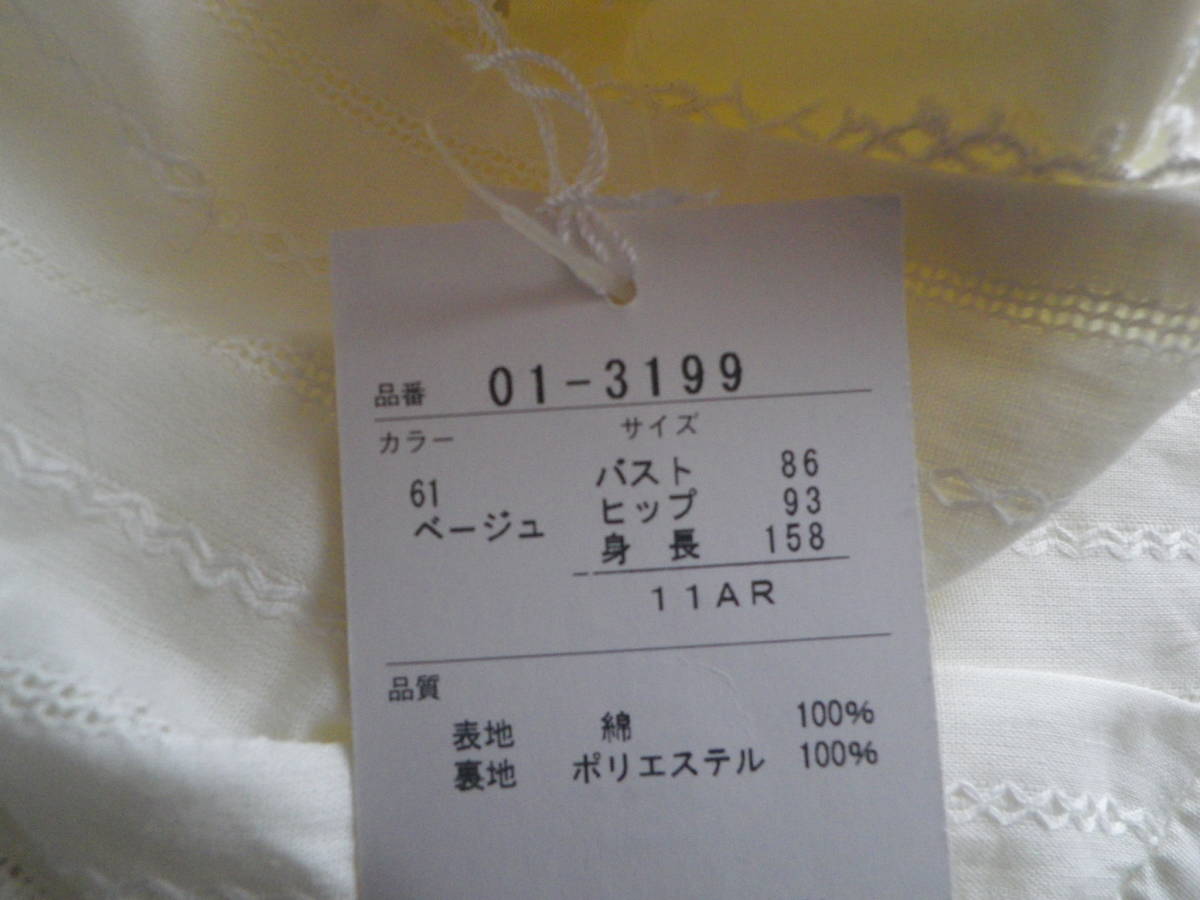 品番 01-3199
カラー サイズ
61 バスト 86
ベージュ ヒップ 93
身長 158
11AR
品質
表地 綿 100%
裏地 ポリエステル 100%